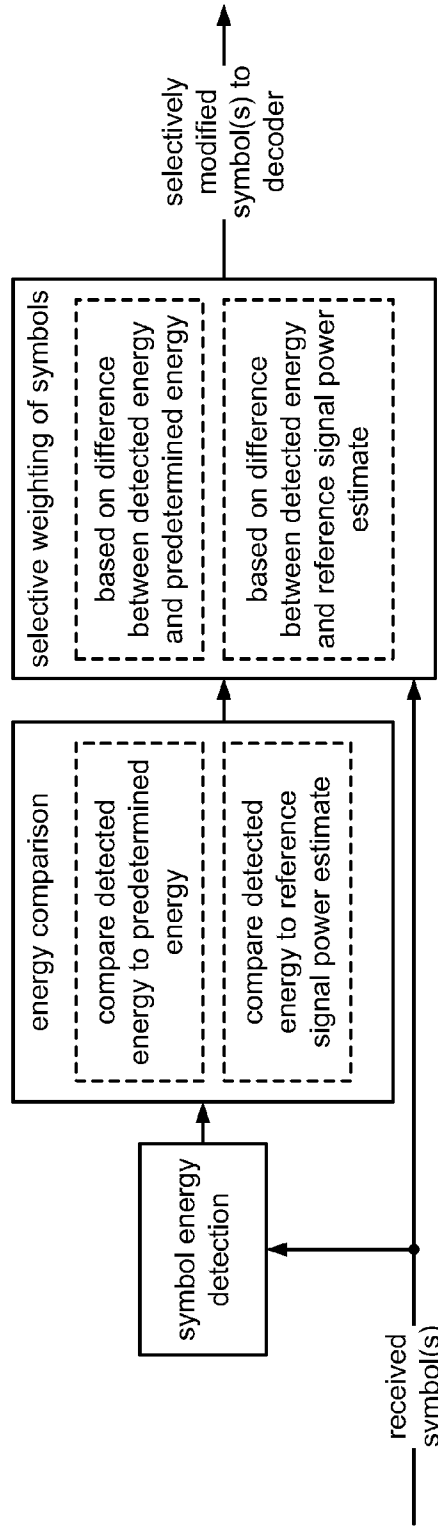 received
symbol(s)
symbol energy
detection
energy comparison
compare detected
energy to predetermined
energy
compare detected
energy to reference
signal power estimate
selective weighting of symbols
based on difference
between detected energy
and predetermined energy
based on difference
between detected energy
and reference signal power
estimate
selectively
modified
symbol(s) to
decoder